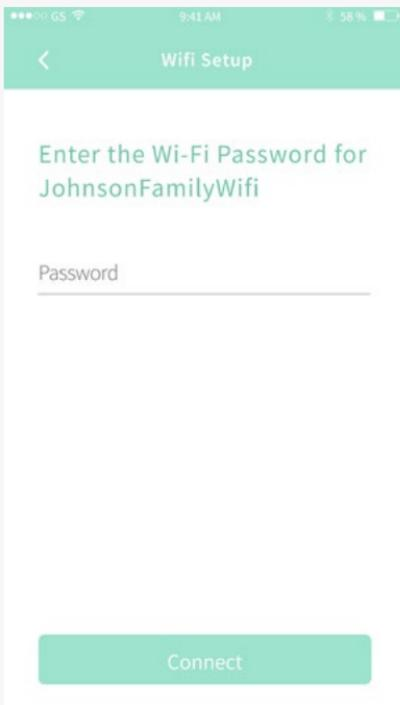 GS 9:41 AM 58 %
Wifi Setup
Enter the Wi-Fi Password for
JohnsonFamilyWifi
Password
Connect